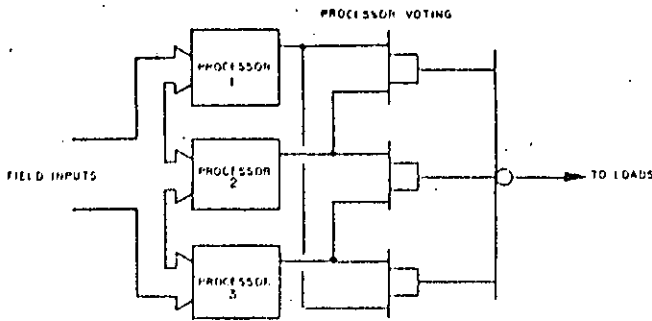 PROCESSOR VOTING
PROCESSOR
1
PROCESSOR
2
FIELD INPUTS
TO LOADS
PROCESSOR
3